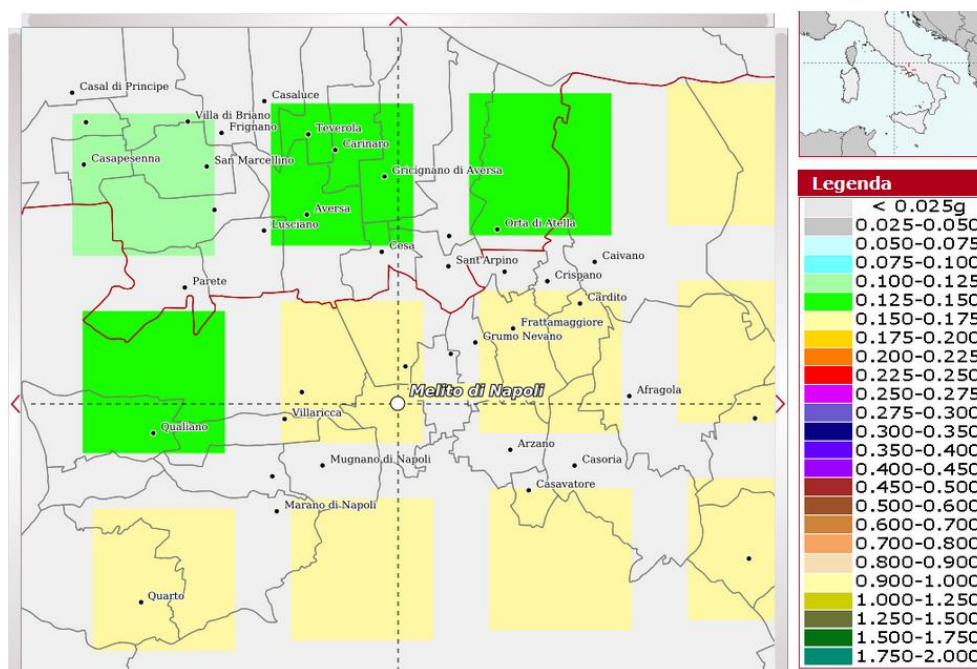 Casal di Principe
Casaluce
Villa di Briano
Frignano
Teverola
Carinaro
Casapesenna
San Marcellino
Gricignano di Aversa
Aversa
Lusciano
Orta di Atella
Cesa
Sant'Arpino
Caivano
Crispano
Parete
Cardito
Frattamaggiore
Grumo Nevano
Melito di Napoli
Afragola
Villaricca
Qualiano
Arzano
Mugnano di Napoli
Casoria
Casavatore
Marano di Napoli
Quarto
Legenda
< 0.025g
0.025-0.050
0.050-0.075
0.075-0.100
0.100-0.125
0.125-0.150
0.150-0.175
0.175-0.200
0.200-0.225
0.225-0.250
0.250-0.275
0.275-0.300
0.300-0.350
0.350-0.400
0.400-0.450
0.450-0.500
0.500-0.600
0.600-0.700
0.700-0.800
0.800-0.900
0.900-1.000
1.000-1.250
1.250-1.500
1.500-1.750
1.750-2.000